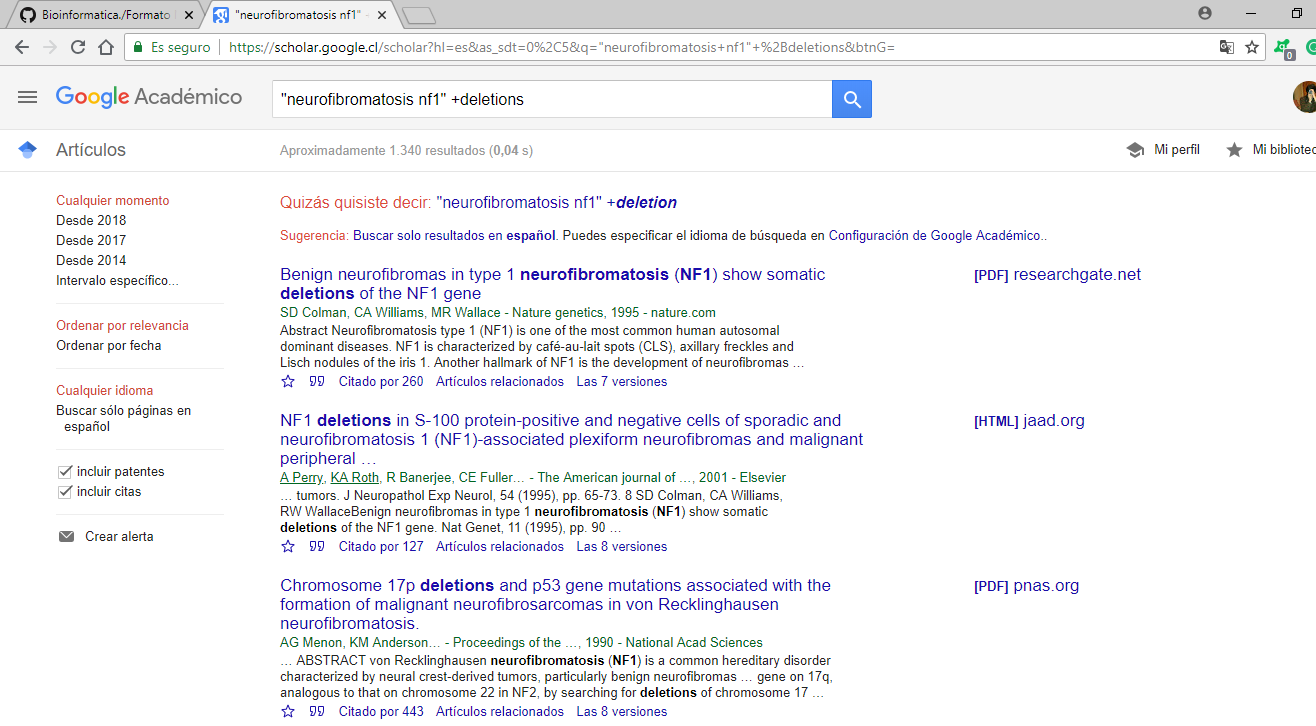 Bioinformatica./Formato
"neurofibromatosis nf1" -
Es seguro
https://scholar.google.cl/scholar?hl=es&as_sdt=0%2C5&q="neurofibromatosis+nf1"+%2Bdeletions&btnG=
0
Google Académico
"neurofibromatosis nf1" +deletions
Artículos
Aproximadamente 1.340 resultados (0,04 s)
Mi perfil
Mi bibliotec
Cualquier momento
Desde 2018
Desde 2017
Desde 2014
Intervalo específico...
Ordenar por relevancia
Ordenar por fecha
Cualquier idioma
Buscar sólo páginas en
español
incluir patentes
incluir citas
Crear alerta
Quizás quisiste decir: "neurofibromatosis nf1" +deletion
Sugerencia: Buscar solo resultados en español. Puedes especificar el idioma de búsqueda en Configuración de Google Académico..
Benign neurofibromas in type 1 neurofibromatosis (NF1) show somatic
deletions of the NF1 gene
[PDF] researchgate.net
SD Colman, CA Williams, MR Wallace - Nature genetics, 1995 - nature.com
Abstract Neurofibromatosis type 1 (NF1) is one of the most common human autosomal
dominant diseases. NF1 is characterized by café-au-lait spots (CLS), axillary freckles and
Lisch nodules of the iris 1. Another hallmark of NF1 is the development of neurofibromas ...
Citado por 260 Artículos relacionados Las 7 versiones
NF1 deletions in S-100 protein-positive and negative cells of sporadic and
neurofibromatosis 1 (NF1)-associated plexiform neurofibromas and malignant
peripheral ...
[HTML] jaad.org
A Perry, KA Roth, R Banerjee, CE Fuller... - The American journal of ..., 2001 - Elsevier
... tumors. J Neuropathol Exp Neurol, 54 (1995), pp. 65-73. 8 SD Colman, CA Williams,
RW WallaceBenign neurofibromas in type 1 neurofibromatosis (NF1) show somatic
deletions of the NF1 gene. Nat Genet, 11 (1995), pp. 90 ...
Citado por 127 Artículos relacionados Las 8 versiones
Chromosome 17p deletions and p53 gene mutations associated with the
formation of malignant neurofibrosarcomas in von Recklinghausen
neurofibromatosis.
[PDF] pnas.org
AG Menon, KM Anderson... - Proceedings of the ..., 1990 - National Acad Sciences
... ABSTRACT von Recklinghausen neurofibromatosis (NF1) is a common hereditary disorder
characterized by neural crest-derived tumors, particularly benign neurofibromas ... gene on 17q,
analogous to that on chromosome 22 in NF2, by searching for deletions of chromosome 17 ...
Citado por 443 Artículos relacionados Las 8 versiones